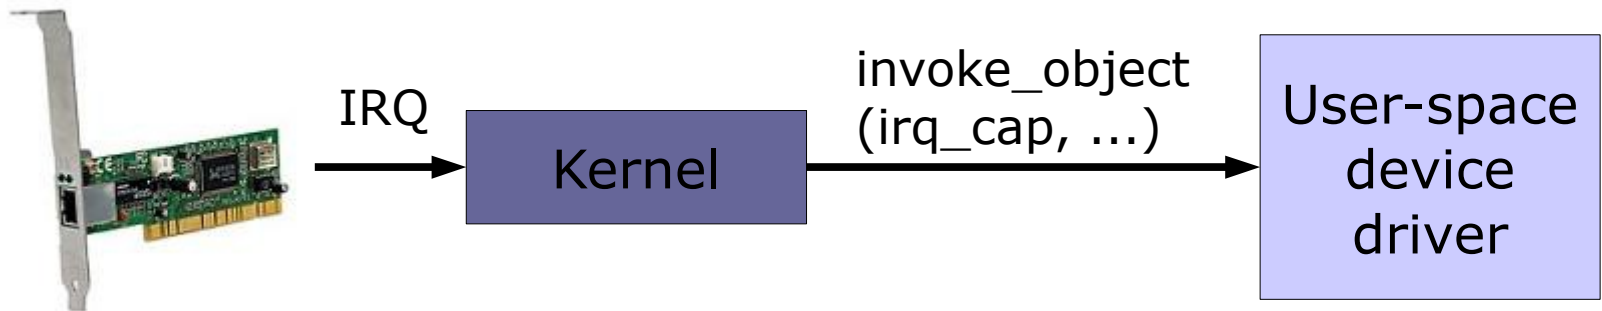 IRQ
Kernel
invoke_object
(irq_cap, ...)
User-space
device
driver